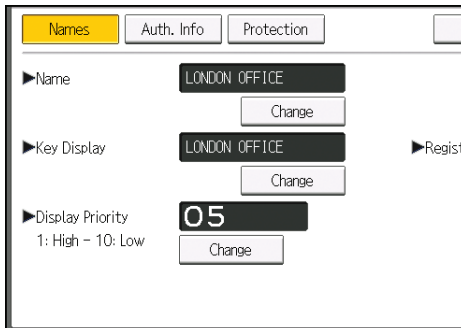 Names Auth. Info Protection
▶Name LONDON OFFICE
Change
▶Key Display LONDON OFFICE ▶Regist
Change
▶Display Priority 05
1: High - 10: Low Change